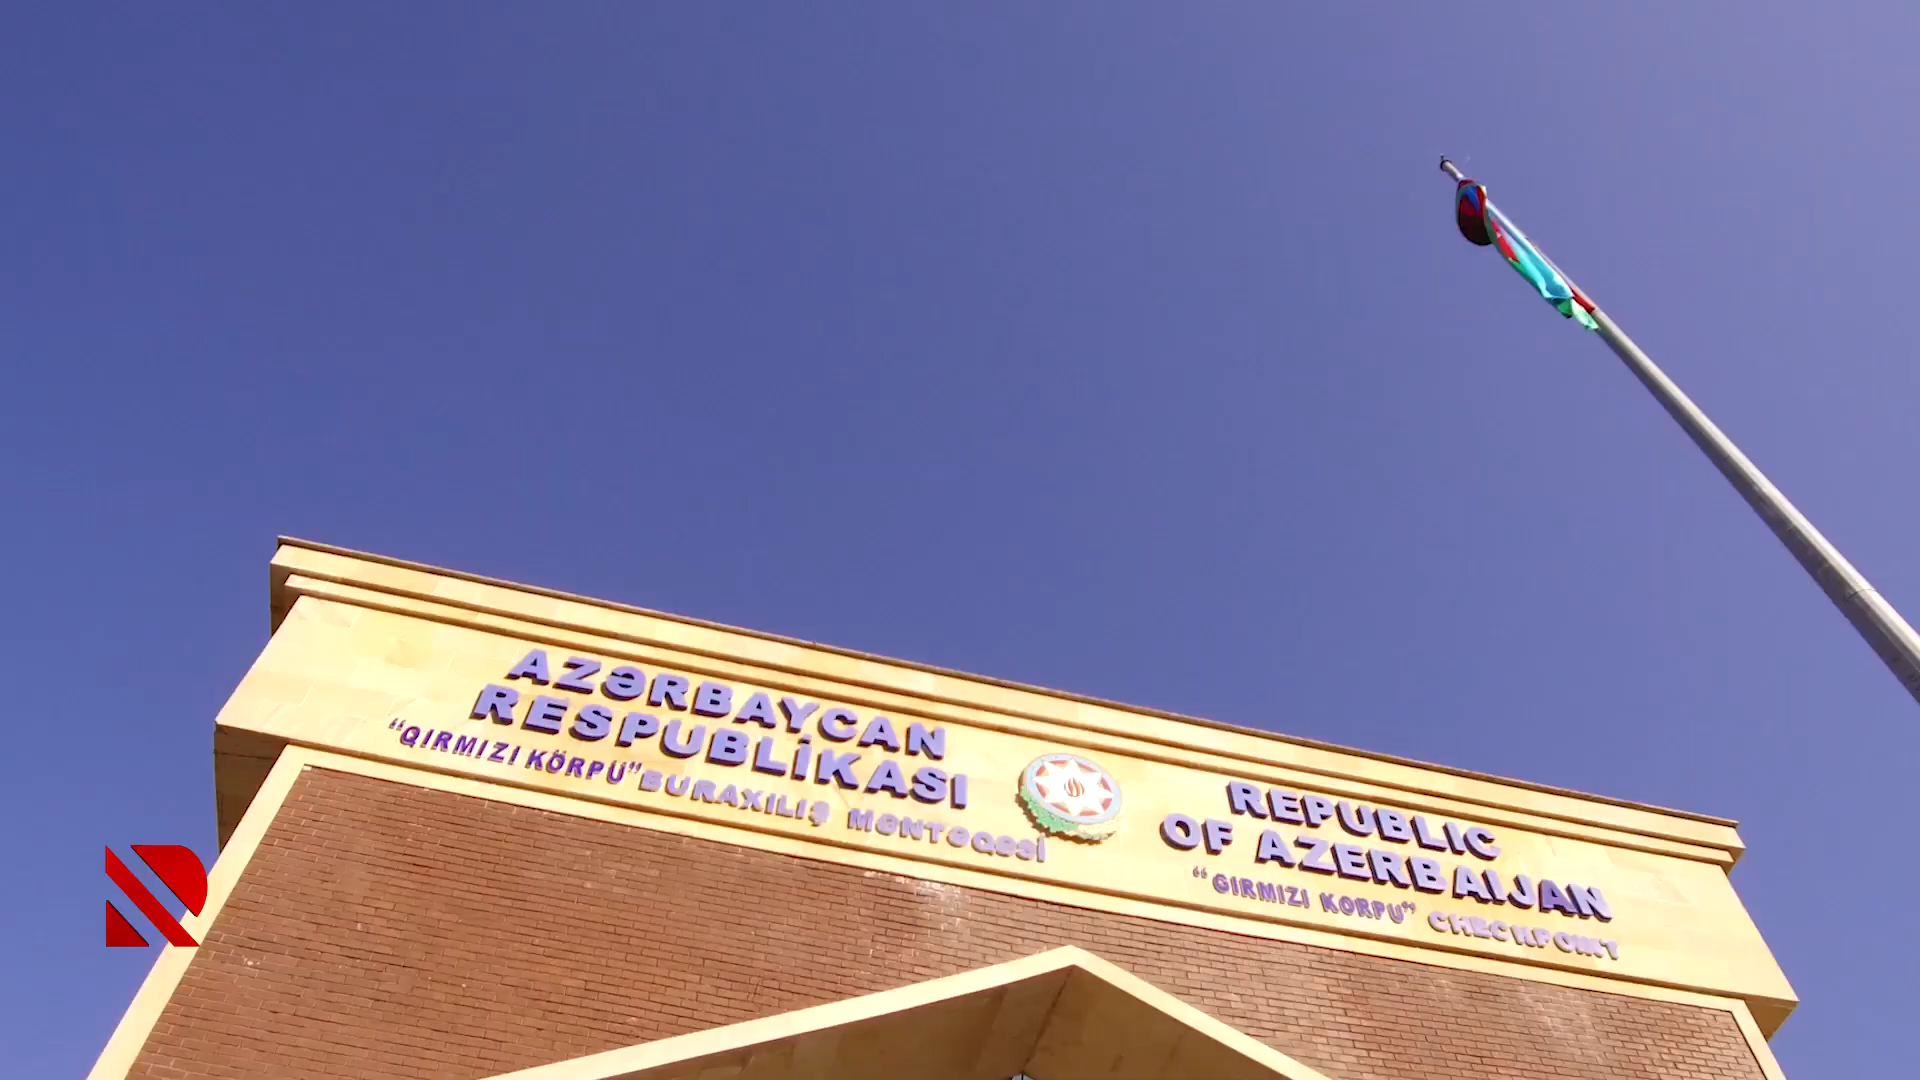 AZƏRBAYCAN
RESPUBLİKASI
“QIRMIZI KÖRPÜ” BURAXILIŞ MƏNTƏQƏSİ
REPUBLIC
OF AZERBAIJAN
“GIRMIZI KORPU” CHECKPOINT